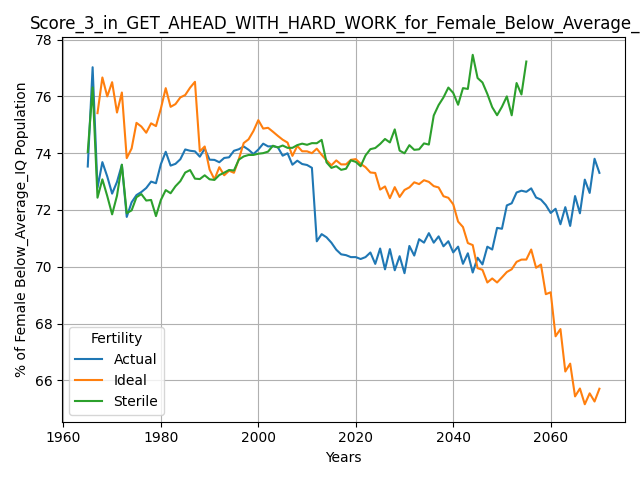 Score_3_in_GET_AHEAD_WITH_HARD_WORK_for_Female_Below_Average_
% of Female Below_Average_IQ Population
78
76
74
72
70
68
66
1960
1980
2000
2020
2040
2060
Years
Fertility
Actual
Ideal
Sterile